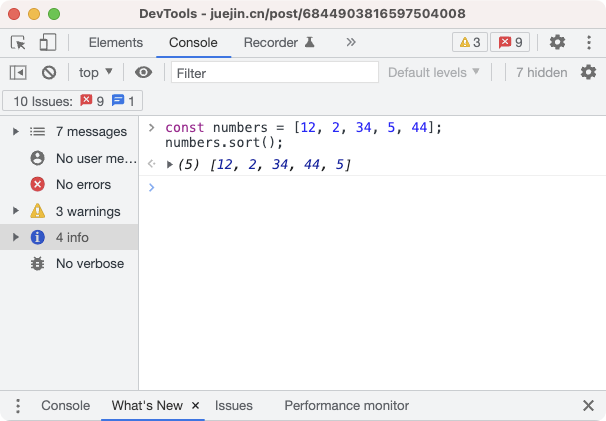 DevTools - juejin.cn/post/6844903816597504008
Elements Console Recorder 3 9
top Filter Default levels 7 hidden
10 Issues: 9 1
7 messages
No user me...
No errors
3 warnings
4 info
No verbose
const numbers = [12, 2, 34, 5, 44];
numbers.sort();
(5) [12, 2, 34, 44, 5]
Console What's New × Issues Performance monitor